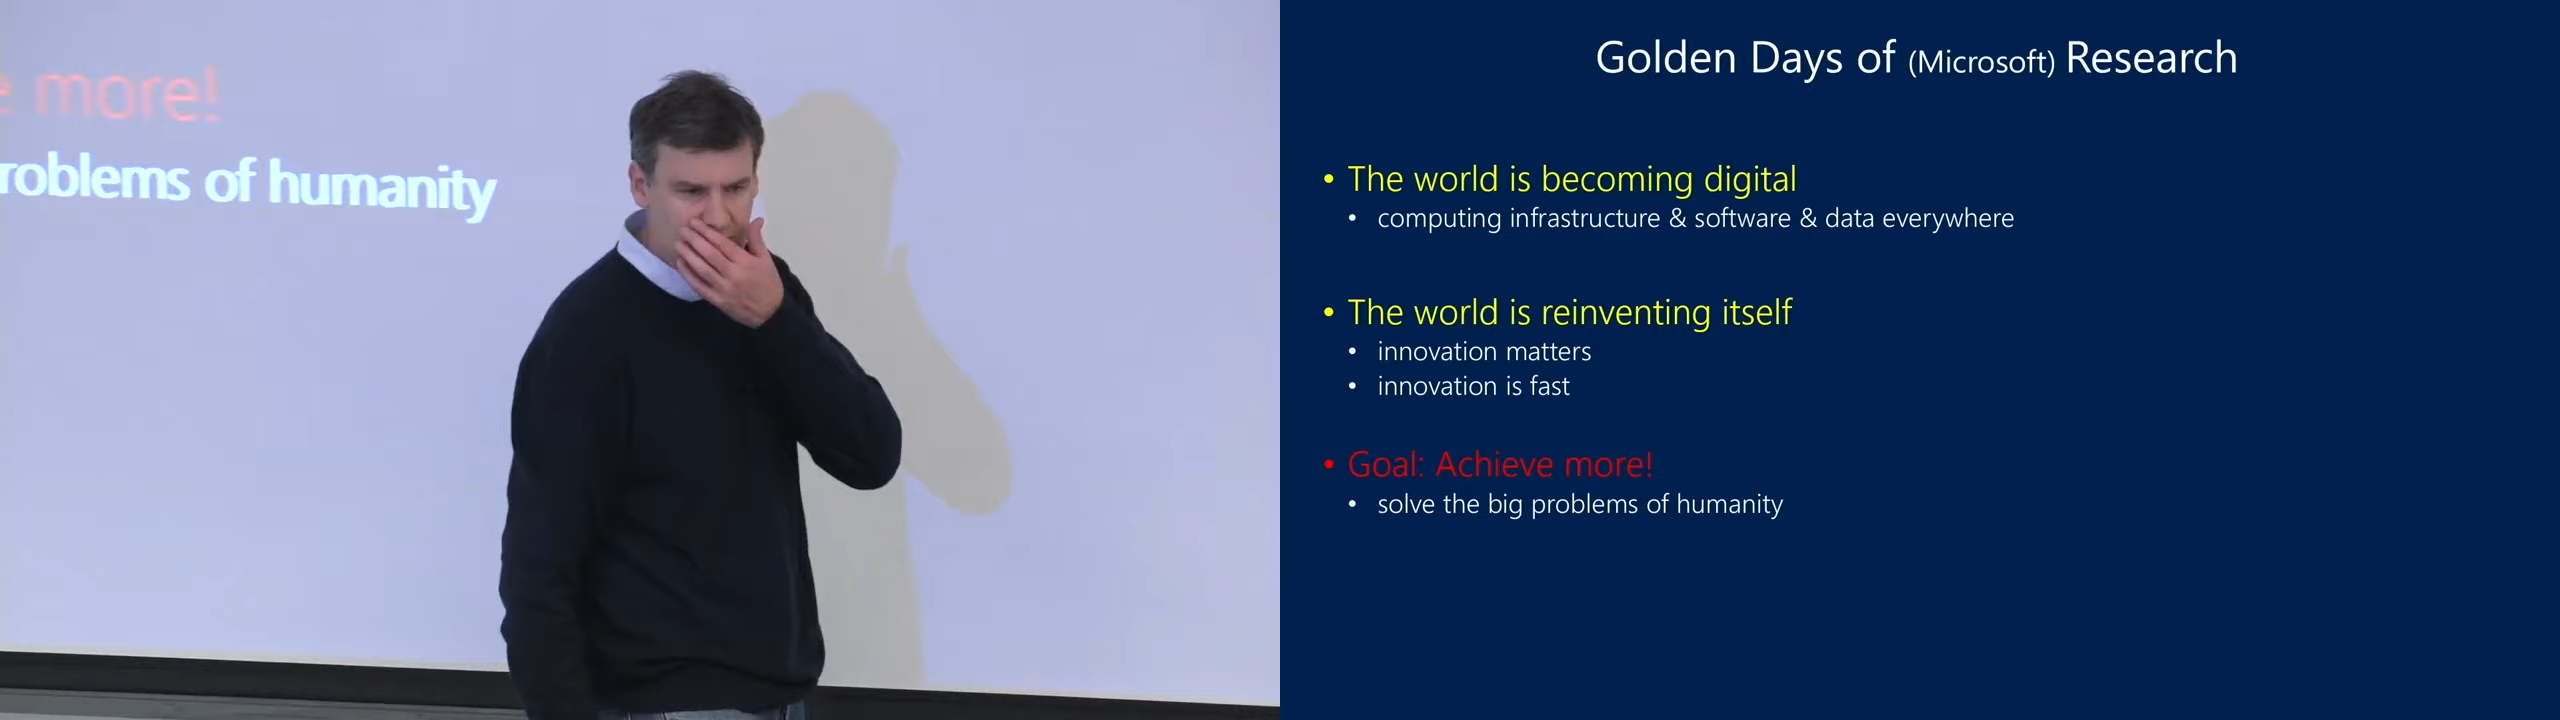 e more!
roblems of humanity
Golden Days of (Microsoft) Research
• The world is becoming digital
• computing infrastructure & software & data everywhere
• The world is reinventing itself
• innovation matters
• innovation is fast
• Goal: Achieve more!
• solve the big problems of humanity